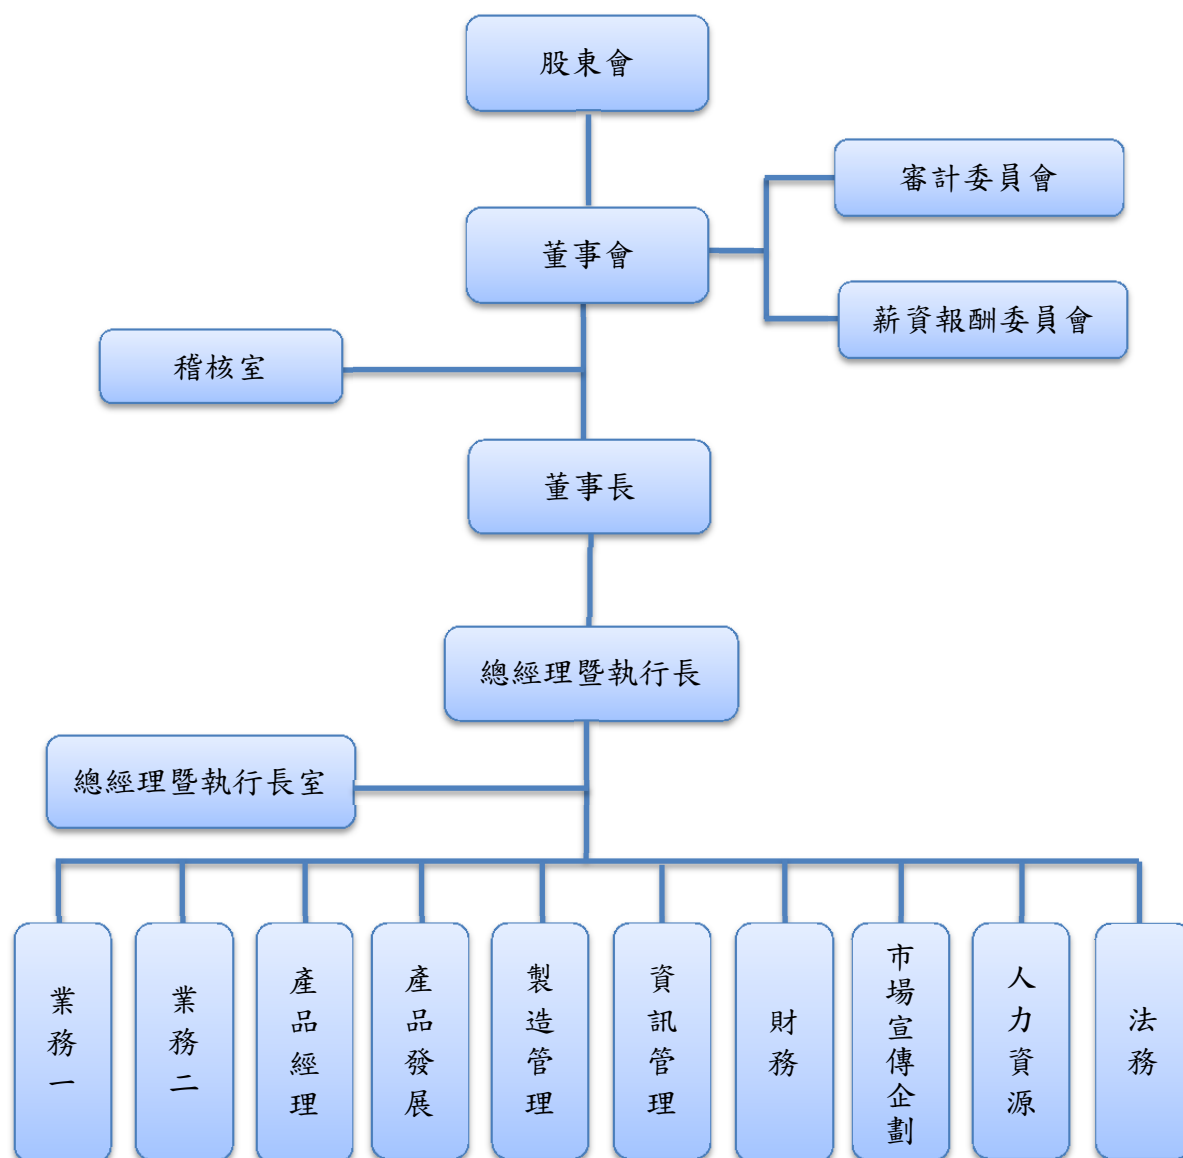 股東會
審計委員會
董事會
薪資報酬委員會
稽核室
董事長
總經理暨執行長
總經理暨執行長室
業務一
業務二
產品經理
產品發展
製造管理
資訊管理
財務
市場宣傳企劃
人力資源
法務